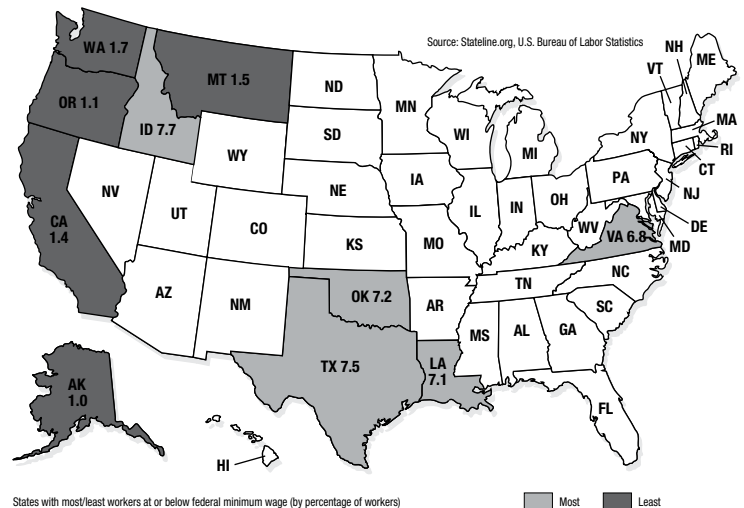 Source: Stateline.org, U.S. Bureau of Labor Statistics
WA 1.7
OR 1.1
MT 1.5
ID 7.7
CA
1.4
NV
WY
UT
CO
AZ
NM
ND
SD
NE
KS
OK 7.2
TX 7.5
MN
IA
MO
AR
LA
7.1
WI
IL
MI
IN
OH
KY
TN
MS
AL
GA
FL
SC
NC
VA 6.8
WV
PA
NY
VT
NH
ME
MA
RI
CT
NJ
DE
MD
AK
1.0
HI
States with most/least workers at or below federal minimum wage (by percentage of workers)
Most
Least